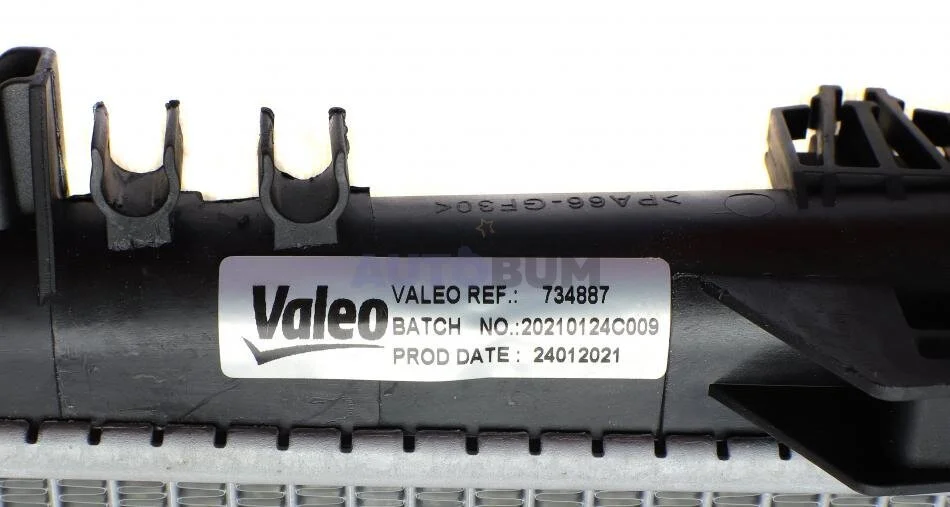 >PA66-GF30<
AUTOBUM
Valeo
VALEO REF.: 734887
BATCH NO.:20210124C009
PROD DATE : 24012021